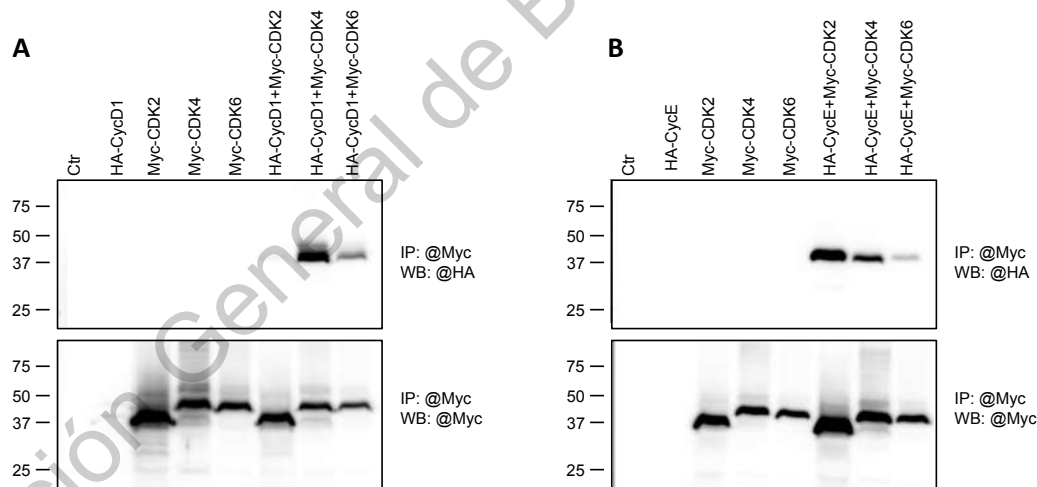 A
Ctr
HA-CycD1
Myc-CDK2
Myc-CDK4
Myc-CDK6
HA-CycD1+Myc-CDK2
HA-CycD1+Myc-CDK4
HA-CycD1+Myc-CDK6
75
50
37
25
IP: @Myc
WB: @HA
75
50
37
25
IP: @Myc
WB: @Myc
B
Ctr
HA-CycE
Myc-CDK2
Myc-CDK4
Myc-CDK6
HA-CycE+Myc-CDK2
HA-CycE+Myc-CDK4
HA-CycE+Myc-CDK6
75
50
37
25
IP: @Myc
WB: @HA
75
50
37
25
IP: @Myc
WB: @Myc
General de